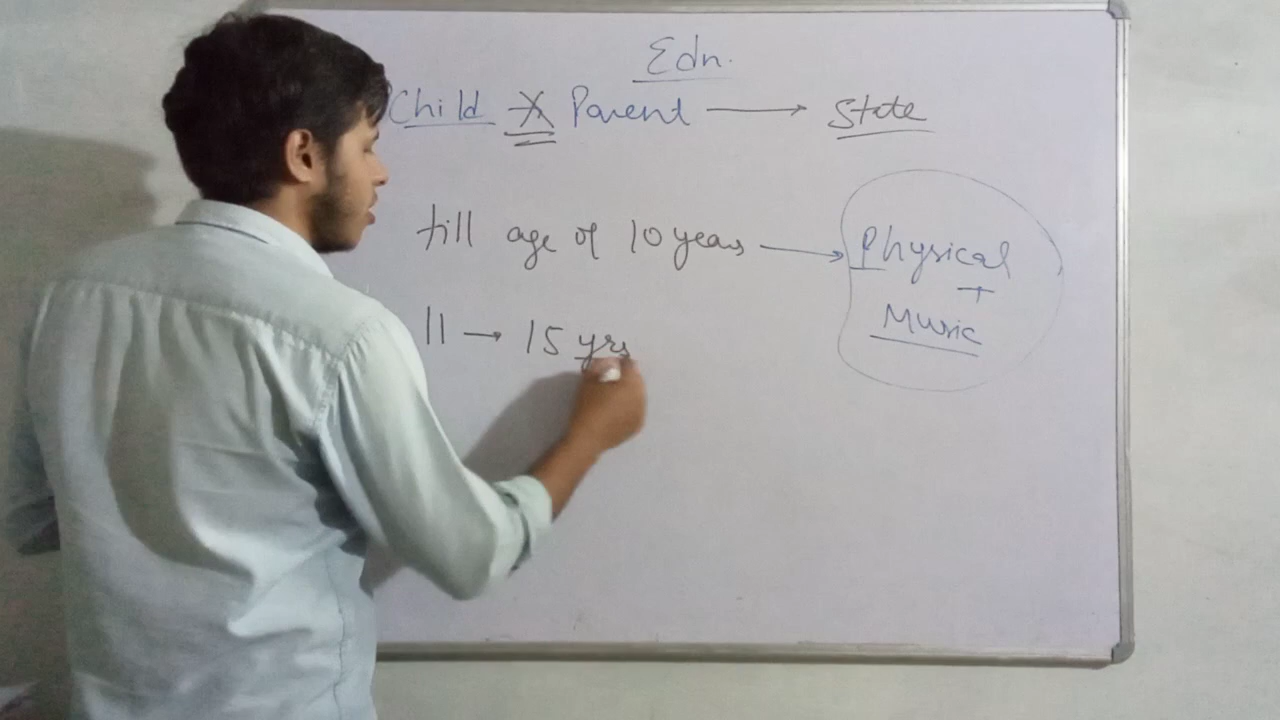 Edn.
Child X Parent → State
till age of 10 years → Physical
+
Music
11 → 15 yrs